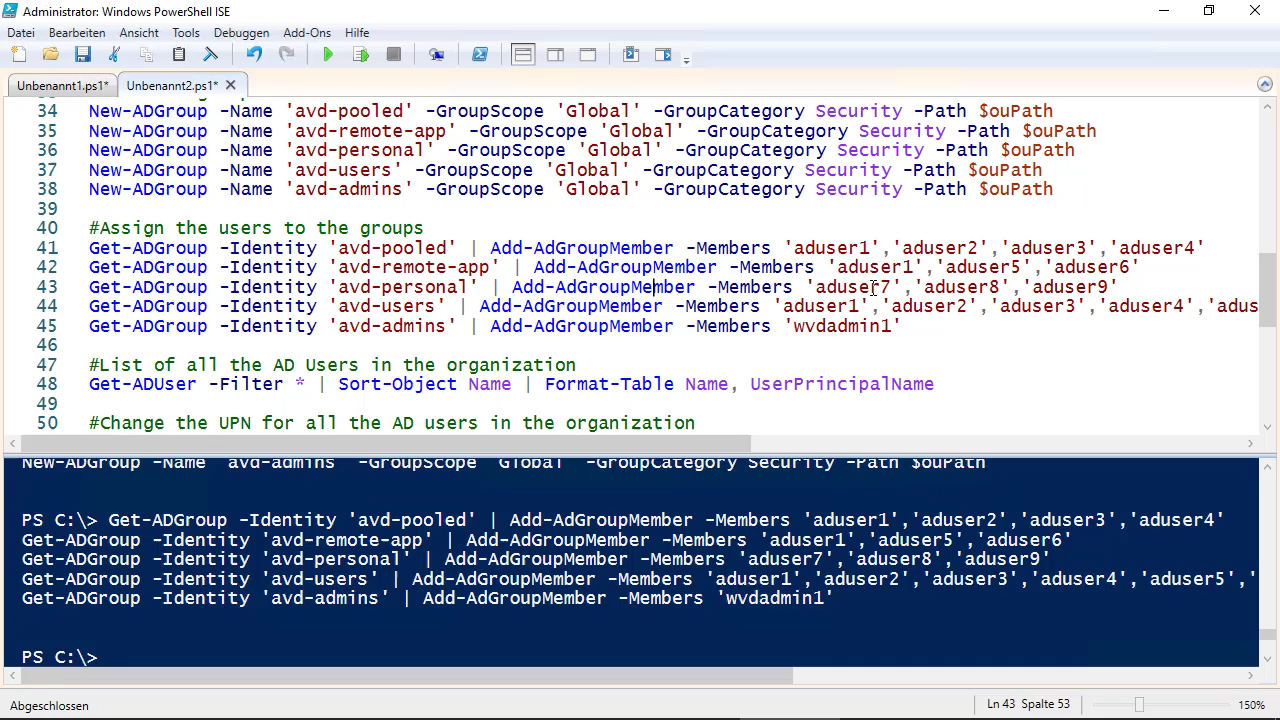 Administrator: Windows PowerShell ISE
Datei Bearbeiten Ansicht Tools Debuggen Add-Ons Hilfe
Unbenannt1.ps1* Unbenannt2.ps1*
34 New-ADGroup -Name 'avd-pooled' -GroupScope 'Global' -GroupCategory Security -Path $ouPath
35 New-ADGroup -Name 'avd-remote-app' -GroupScope 'Global' -GroupCategory Security -Path $ouPath
36 New-ADGroup -Name 'avd-personal' -GroupScope 'Global' -GroupCategory Security -Path $ouPath
37 New-ADGroup -Name 'avd-users' -GroupScope 'Global' -GroupCategory Security -Path $ouPath
38 New-ADGroup -Name 'avd-admins' -GroupScope 'Global' -GroupCategory Security -Path $ouPath
39
40 #Assign the users to the groups
41 Get-ADGroup -Identity 'avd-pooled' | Add-AdGroupMember -Members 'aduser1','aduser2','aduser3','aduser4'
42 Get-ADGroup -Identity 'avd-remote-app' | Add-AdGroupMember -Members 'aduser1','aduser5','aduser6'
43 Get-ADGroup -Identity 'avd-personal' | Add-AdGroupMember -Members 'aduser7','aduser8','aduser9'
44 Get-ADGroup -Identity 'avd-users' | Add-AdGroupMember -Members 'aduser1','aduser2','aduser3','aduser4','adus
45 Get-ADGroup -Identity 'avd-admins' | Add-AdGroupMember -Members 'wvdadmin1'
46
47 #List of all the AD Users in the organization
48 Get-ADUser -Filter * | Sort-Object Name | Format-Table Name, UserPrincipalName
49
50 #Change the UPN for all the AD users in the organization
New-ADGroup -Name 'avd-admins' -GroupScope 'Global' -GroupCategory Security -Path $ouPath
PS C:\> Get-ADGroup -Identity 'avd-pooled' | Add-AdGroupMember -Members 'aduser1','aduser2','aduser3','aduser4'
Get-ADGroup -Identity 'avd-remote-app' | Add-AdGroupMember -Members 'aduser1','aduser5','aduser6'
Get-ADGroup -Identity 'avd-personal' | Add-AdGroupMember -Members 'aduser7','aduser8','aduser9'
Get-ADGroup -Identity 'avd-users' | Add-AdGroupMember -Members 'aduser1','aduser2','aduser3','aduser4','aduser5','
Get-ADGroup -Identity 'avd-admins' | Add-AdGroupMember -Members 'wvdadmin1'
PS C:\>
Abgeschlossen Ln 43 Spalte 53 150%